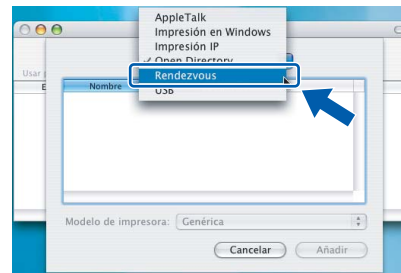 AppleTalk
Impresión en Windows
Impresión IP
✓ Open Directory
Rendezvous
USB
Usar
Nombre
Modelo de impresora: Genérica
Cancelar Añadir